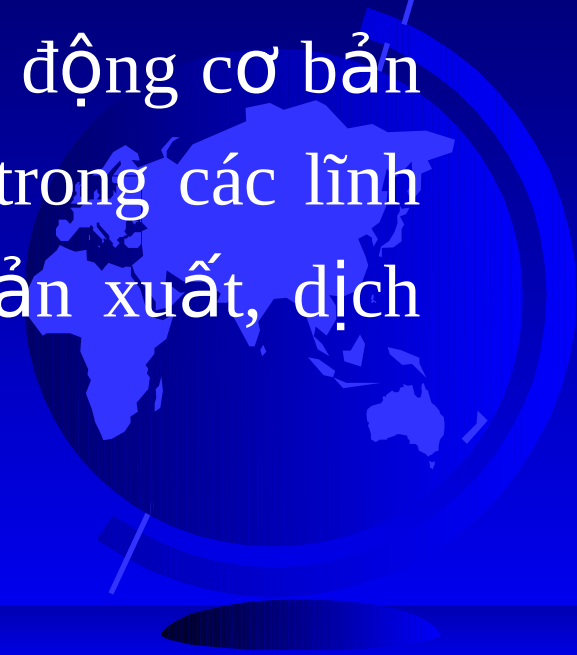 động cơ bản
trong các lĩnh
ản xuất, dịch